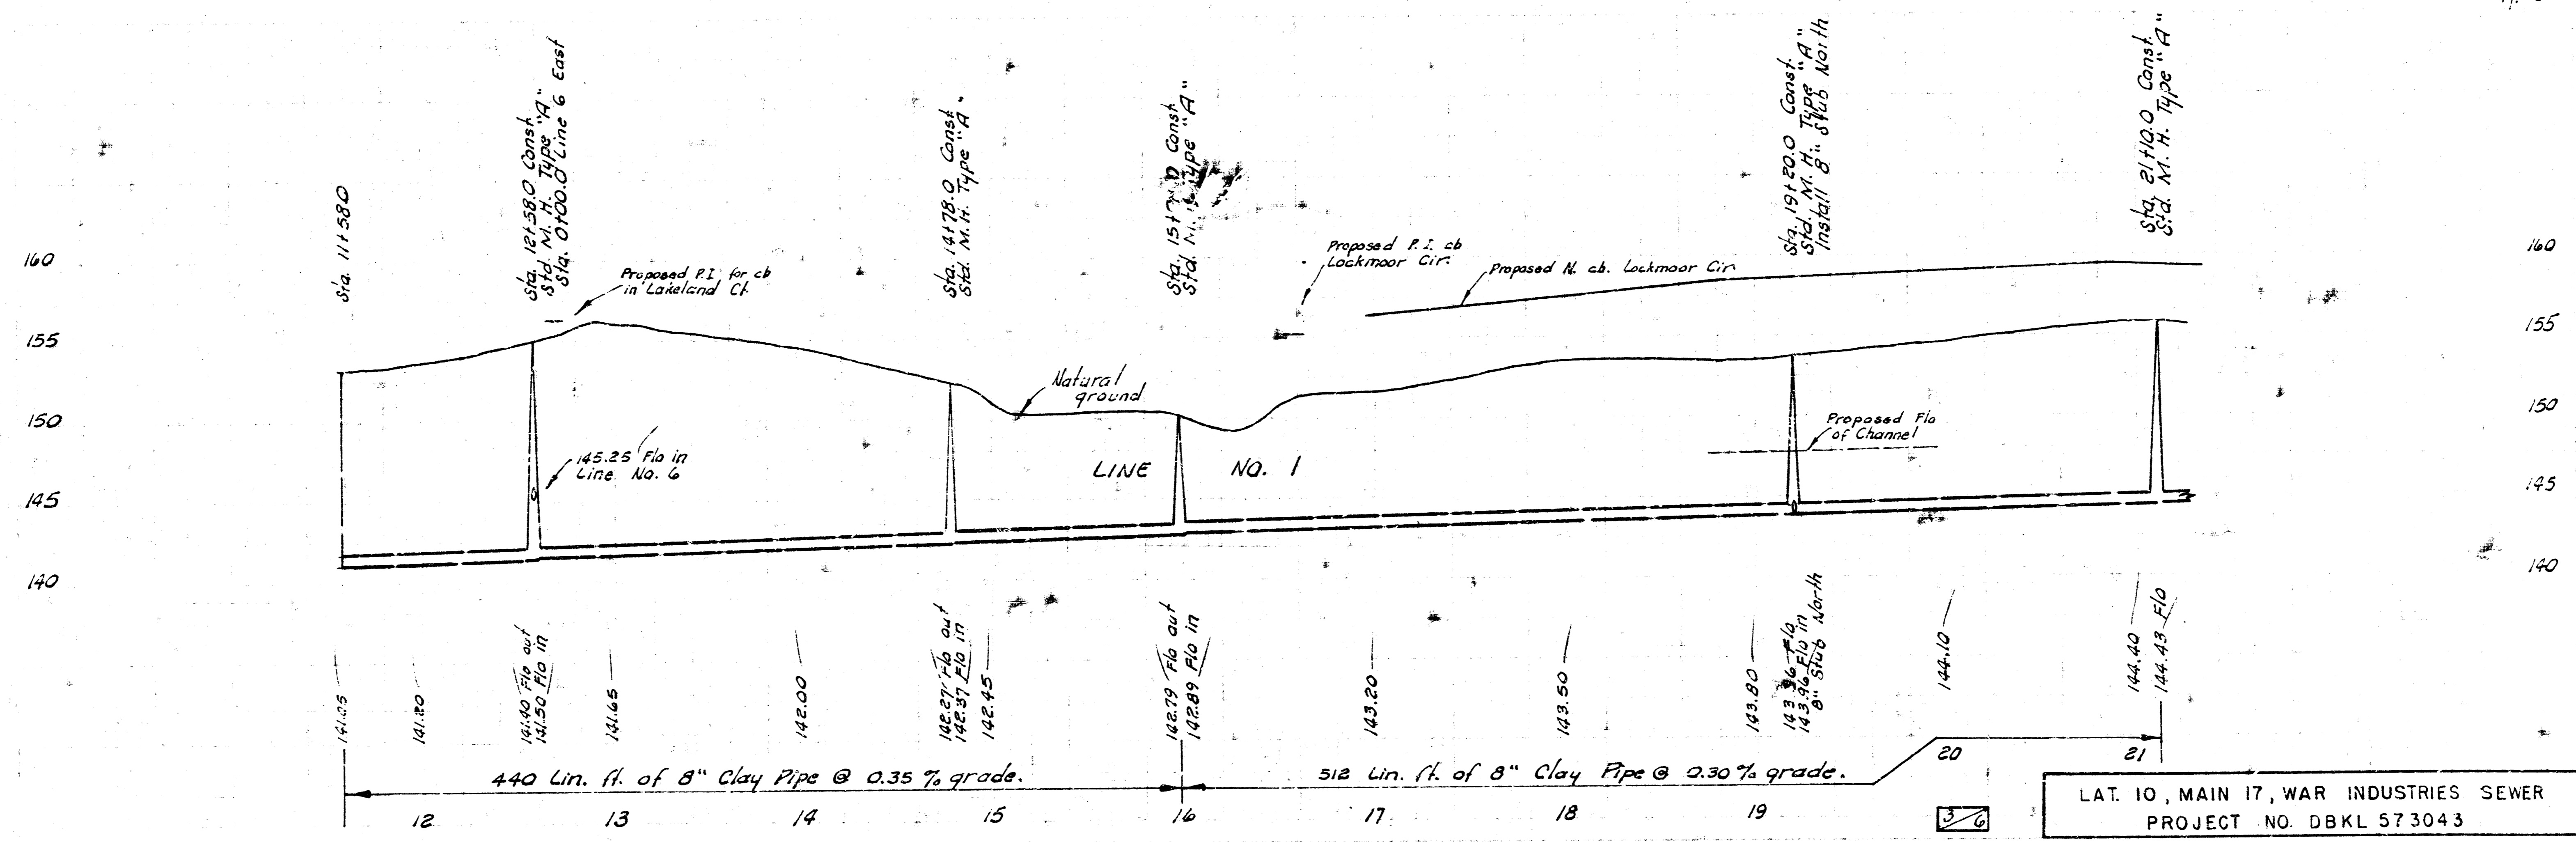 Sta. 11+58.0
Sta. 12+58.0 Const.
Std. M. H. Type "A"
Sta. 0+00.0 Line 6 East
Sta. 14+78.0 Const.
Std. M. H. Type "A"
Const
Type "A"
Sta. 19+20.0 Const.
Std. M. H. Type "A"
Install 8" Stub North
Sta. 21+10.0 Const.
Std. M. H. Type "A"
160
155
150
145
140
Proposed P.I. for cb
in Lakeland Ct.
Proposed P. I. cb
Lockmoor Cir.
Proposed N. cb. Lockmoor Cir.
Natural
ground
145.25 Flo in
Line No. 6
LINE NO. 1
Proposed Flo
of Channel
160
155
150
145
140
141.05
141.20
141.40 Flo out
141.50 Flo in
141.65
142.00
142.27 Flo out
142.37 Flo in
142.45
142.79 Flo out
142.89 Flo in
143.20
143.50
143.80
143.86 Flo
143.96 Flo in
8" Stub North
144.10
144.40
144.43 Flo
440 Lin. ft. of 8" Clay Pipe @ 0.35 % grade.
512 Lin. ft. of 8" Clay Pipe @ 0.30 % grade.
12 13 14 15 16 17 18 19 20 21
3/6
LAT. 10, MAIN 17, WAR INDUSTRIES SEWER
PROJECT NO. DBKL 573043